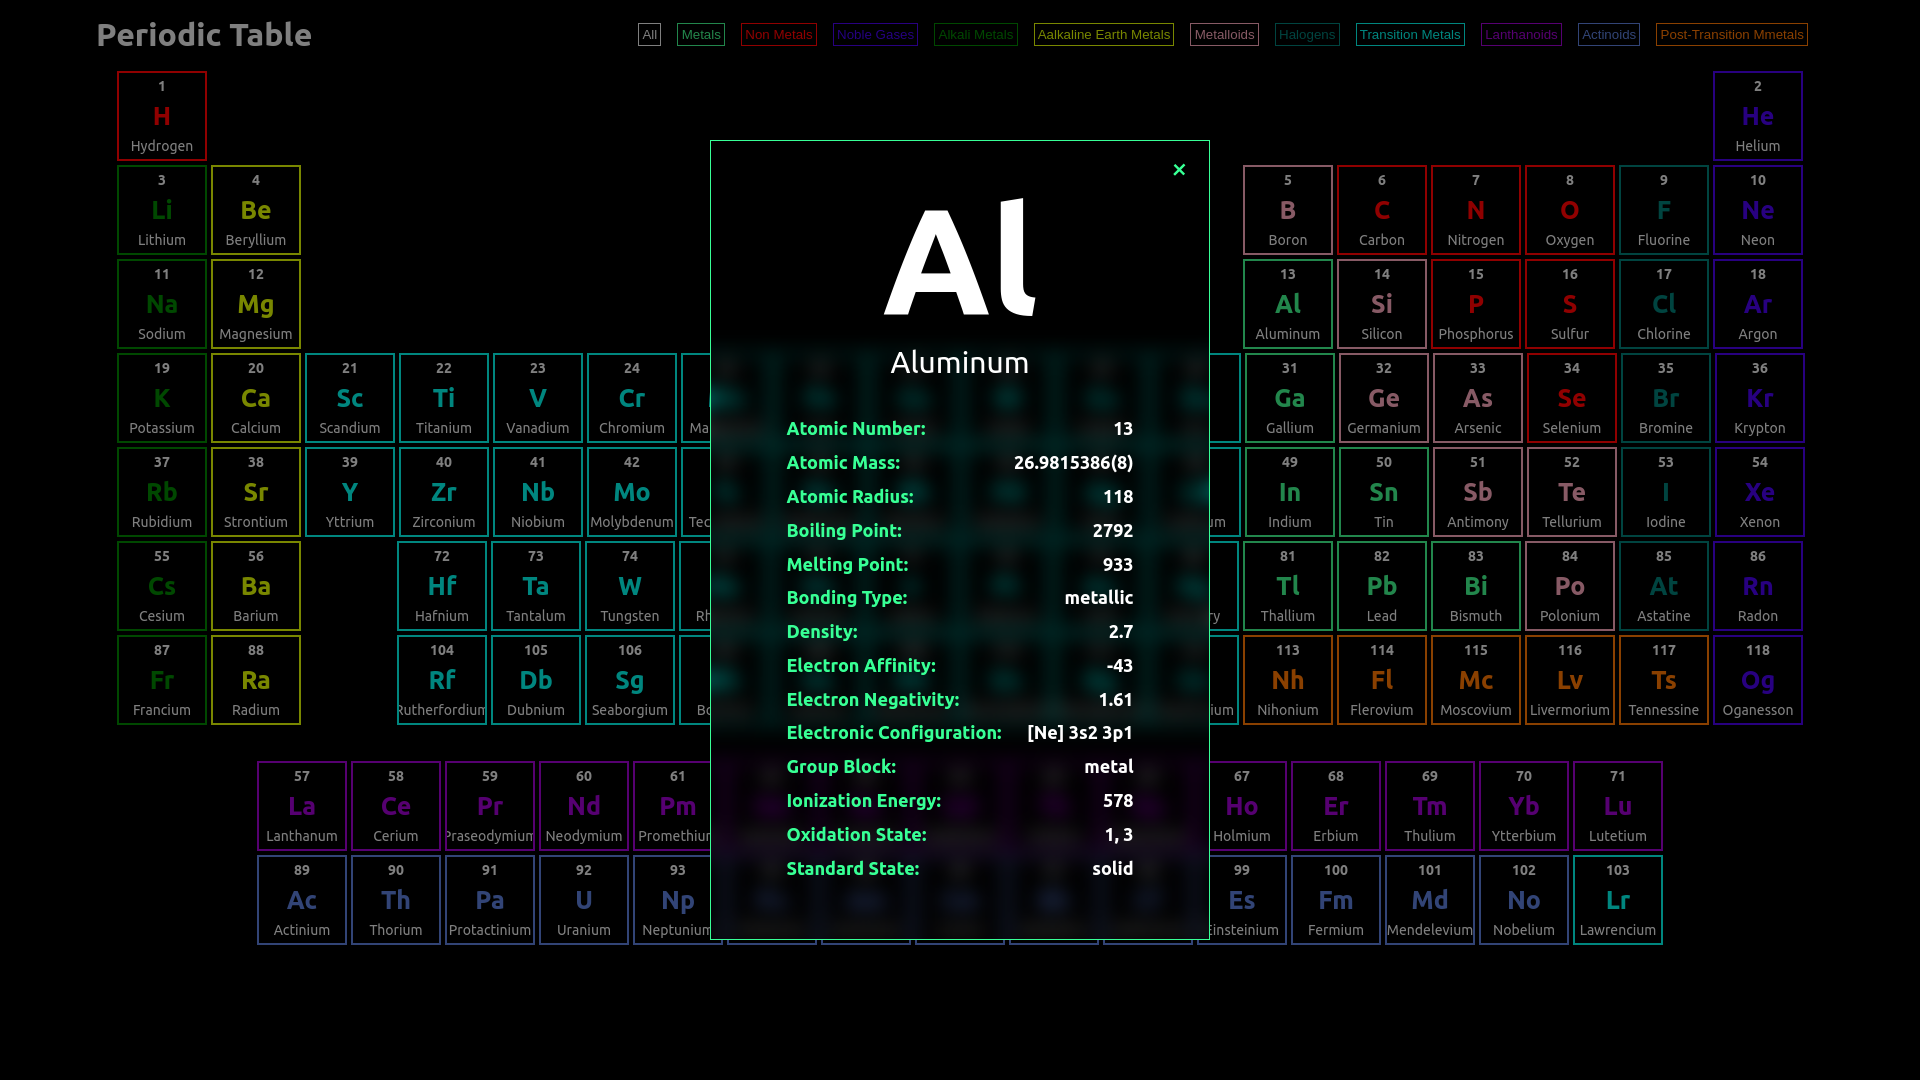 Periodic Table
All Metals Non Metals Noble Gases Alkali Metals Aalkaline Earth Metals Metalloids Halogens Transition Metals Lanthanoids Actinoids Post-Transition Mmetals
1 2
H He
Hydrogen Helium
3 4 5 6 7 8 9 10
Li Be B C N O F Ne
Lithium Beryllium Boron Carbon Nitrogen Oxygen Fluorine Neon
11 12 13 14 15 16 17 18
Na Mg Al Si P S Cl Ar
Sodium Magnesium Aluminum Silicon Phosphorus Sulfur Chlorine Argon
19 20 21 22 23 24 31 32 33 34 35 36
K Ca Sc Ti V Cr Ga Ge As Se Br Kr
Potassium Calcium Scandium Titanium Vanadium Chromium Gallium Germanium Arsenic Selenium Bromine Krypton
37 38 39 40 41 42 49 50 51 52 53 54
Rb Sr Y Zr Nb Mo In Sn Sb Te I Xe
Rubidium Strontium Yttrium Zirconium Niobium Molybdenum Indium Tin Antimony Tellurium Iodine Xenon
55 56 72 73 74 81 82 83 84 85 86
Cs Ba Hf Ta W Tl Pb Bi Po At Rn
Cesium Barium Hafnium Tantalum Tungsten Thallium Lead Bismuth Polonium Astatine Radon
87 88 104 105 106 113 114 115 116 117 118
Fr Ra Rf Db Sg Nh Fl Mc Lv Ts Og
Francium Radium Rutherfordium Dubnium Seaborgium Nihonium Flerovium Moscovium Livermorium Tennessine Oganesson
57 58 59 60 61 67 68 69 70 71
La Ce Pr Nd Pm Ho Er Tm Yb Lu
Lanthanum Cerium Praseodymium Neodymium Promethiu Holmium Erbium Thulium Ytterbium Lutetium
89 90 91 92 93 99 100 101 102 103
Ac Th Pa U Np Es Fm Md No Lr
Actinium Thorium Protactinium Uranium Neptunium Einsteinium Fermium Mendelevium Nobelium Lawrencium
×
Al
Aluminum
Atomic Number: 13
Atomic Mass: 26.9815386(8)
Atomic Radius: 118
Boiling Point: 2792
Melting Point: 933
Bonding Type: metallic
Density: 2.7
Electron Affinity: -43
Electron Negativity: 1.61
Electronic Configuration: [Ne] 3s2 3p1
Group Block: metal
Ionization Energy: 578
Oxidation State: 1, 3
Standard State: solid